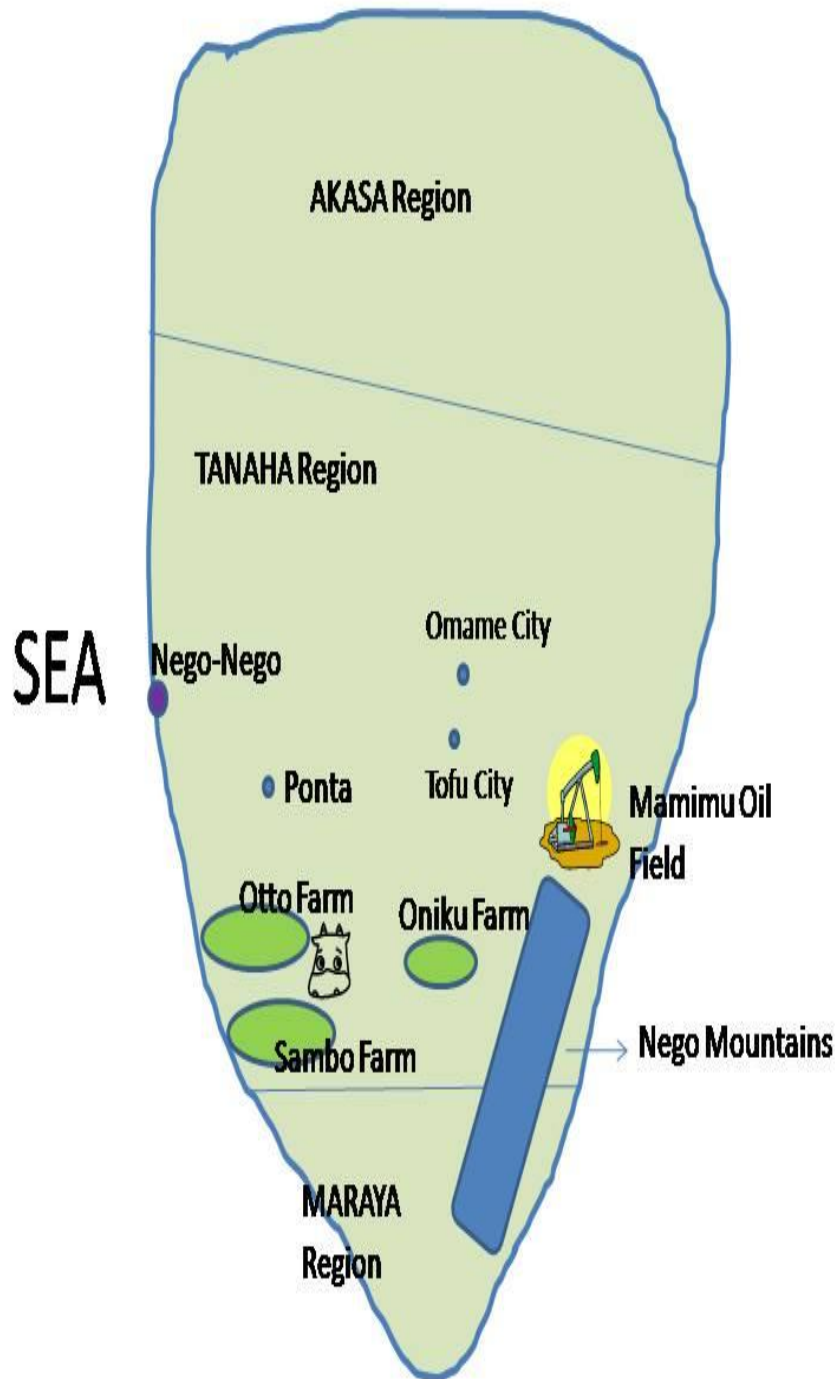 AKASA Region
TANAHA Region
Omame City
SEA
Nego-Nego
Ponta
Tofu City
Mamimu Oil
Field
Otto Farm
Oniku Farm
Sambo Farm
Nego Mountains
MARAYA
Region